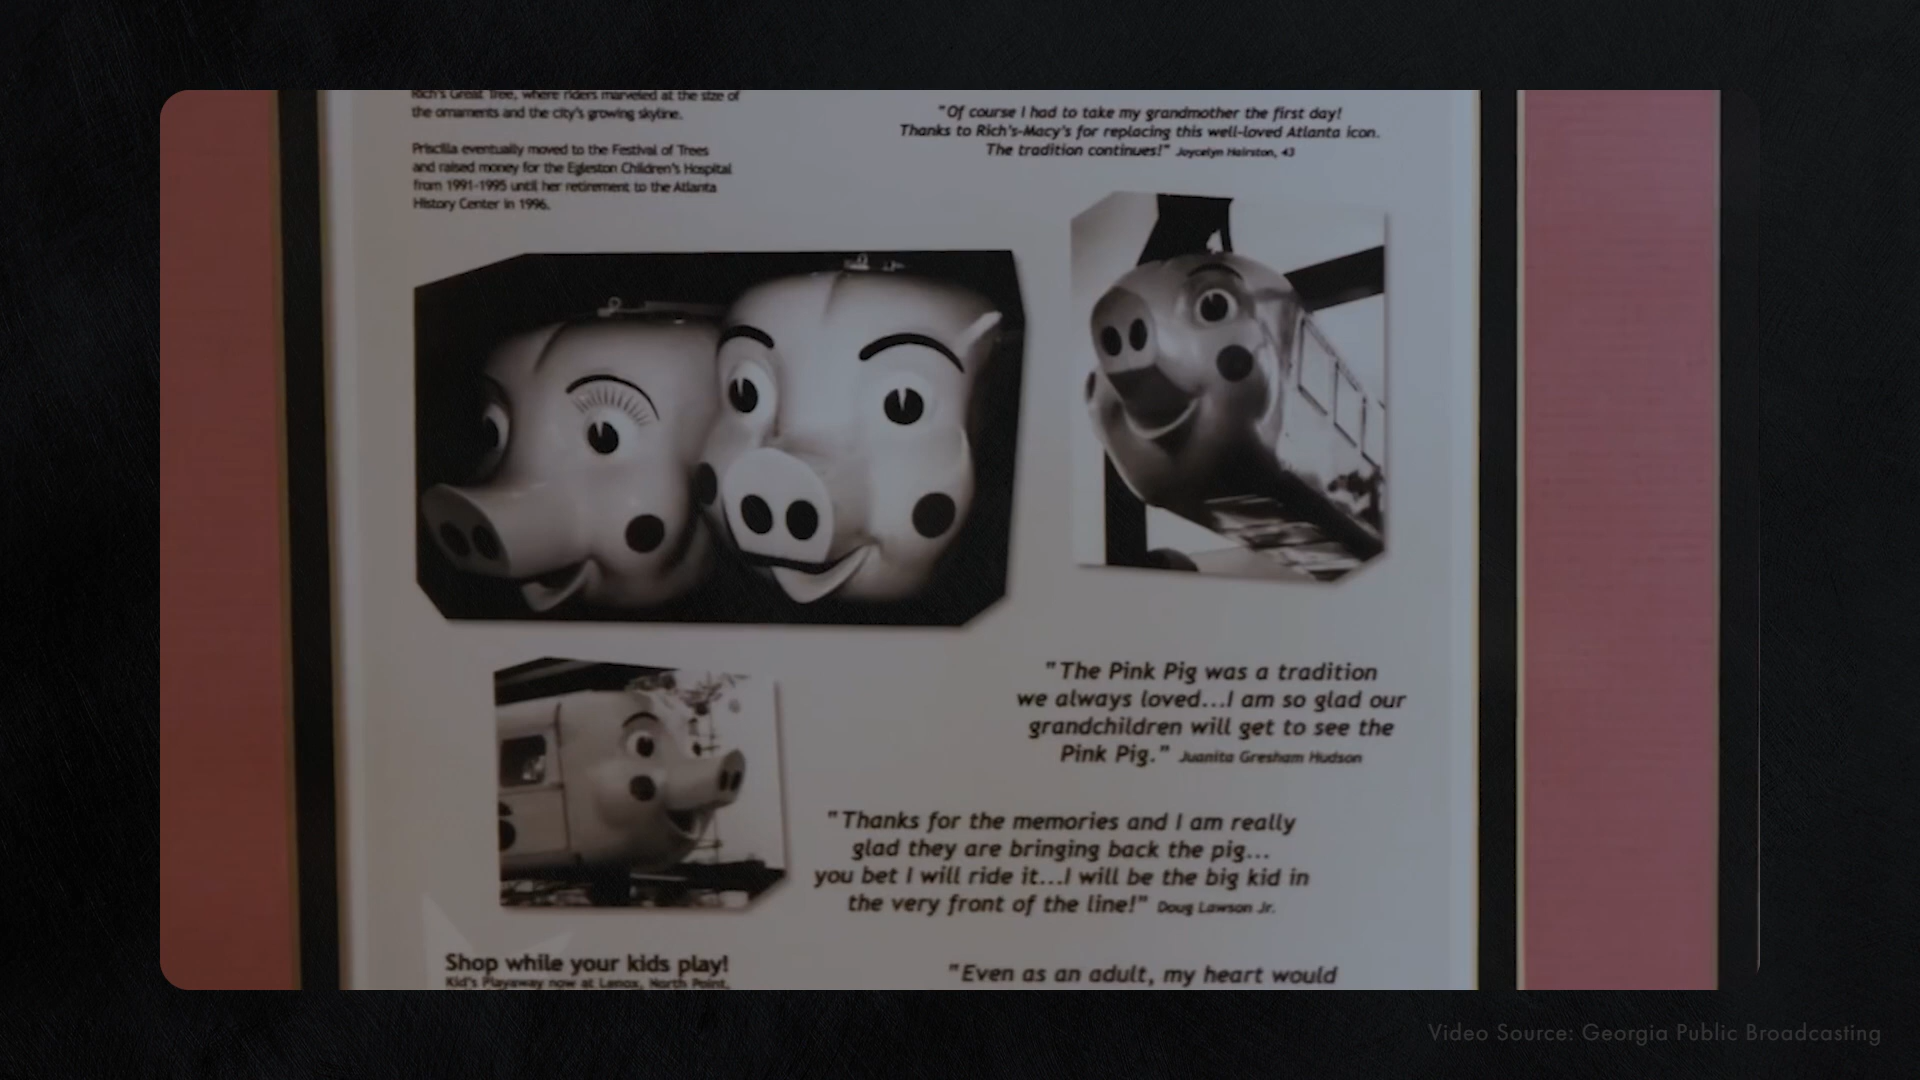 Rich's Great Tree, where riders marveled at the size of
the ornaments and the city's growing skyline.
Priscilla eventually moved to the Festival of Trees
and raised money for the Egleston Children's Hospital
from 1991-1995 until her retirement to the Atlanta
History Center in 1996.
"Of course I had to take my grandmother the first day!
Thanks to Rich's-Macy's for replacing this well-loved Atlanta icon.
The tradition continues!" Joycelyn Hairston, 43
"The Pink Pig was a tradition
we always loved...I am so glad our
grandchildren will get to see the
Pink Pig." Juanita Gresham Hudson
"Thanks for the memories and I am really
glad they are bringing back the pig...
you bet I will ride it...I will be the big kid in
the very front of the line!" Doug Lawson Jr.
Shop while your kids play!
Kid's Playaway now at Lenox, North Point,
"Even as an adult, my heart would
Video Source: Georgia Public Broadcasting